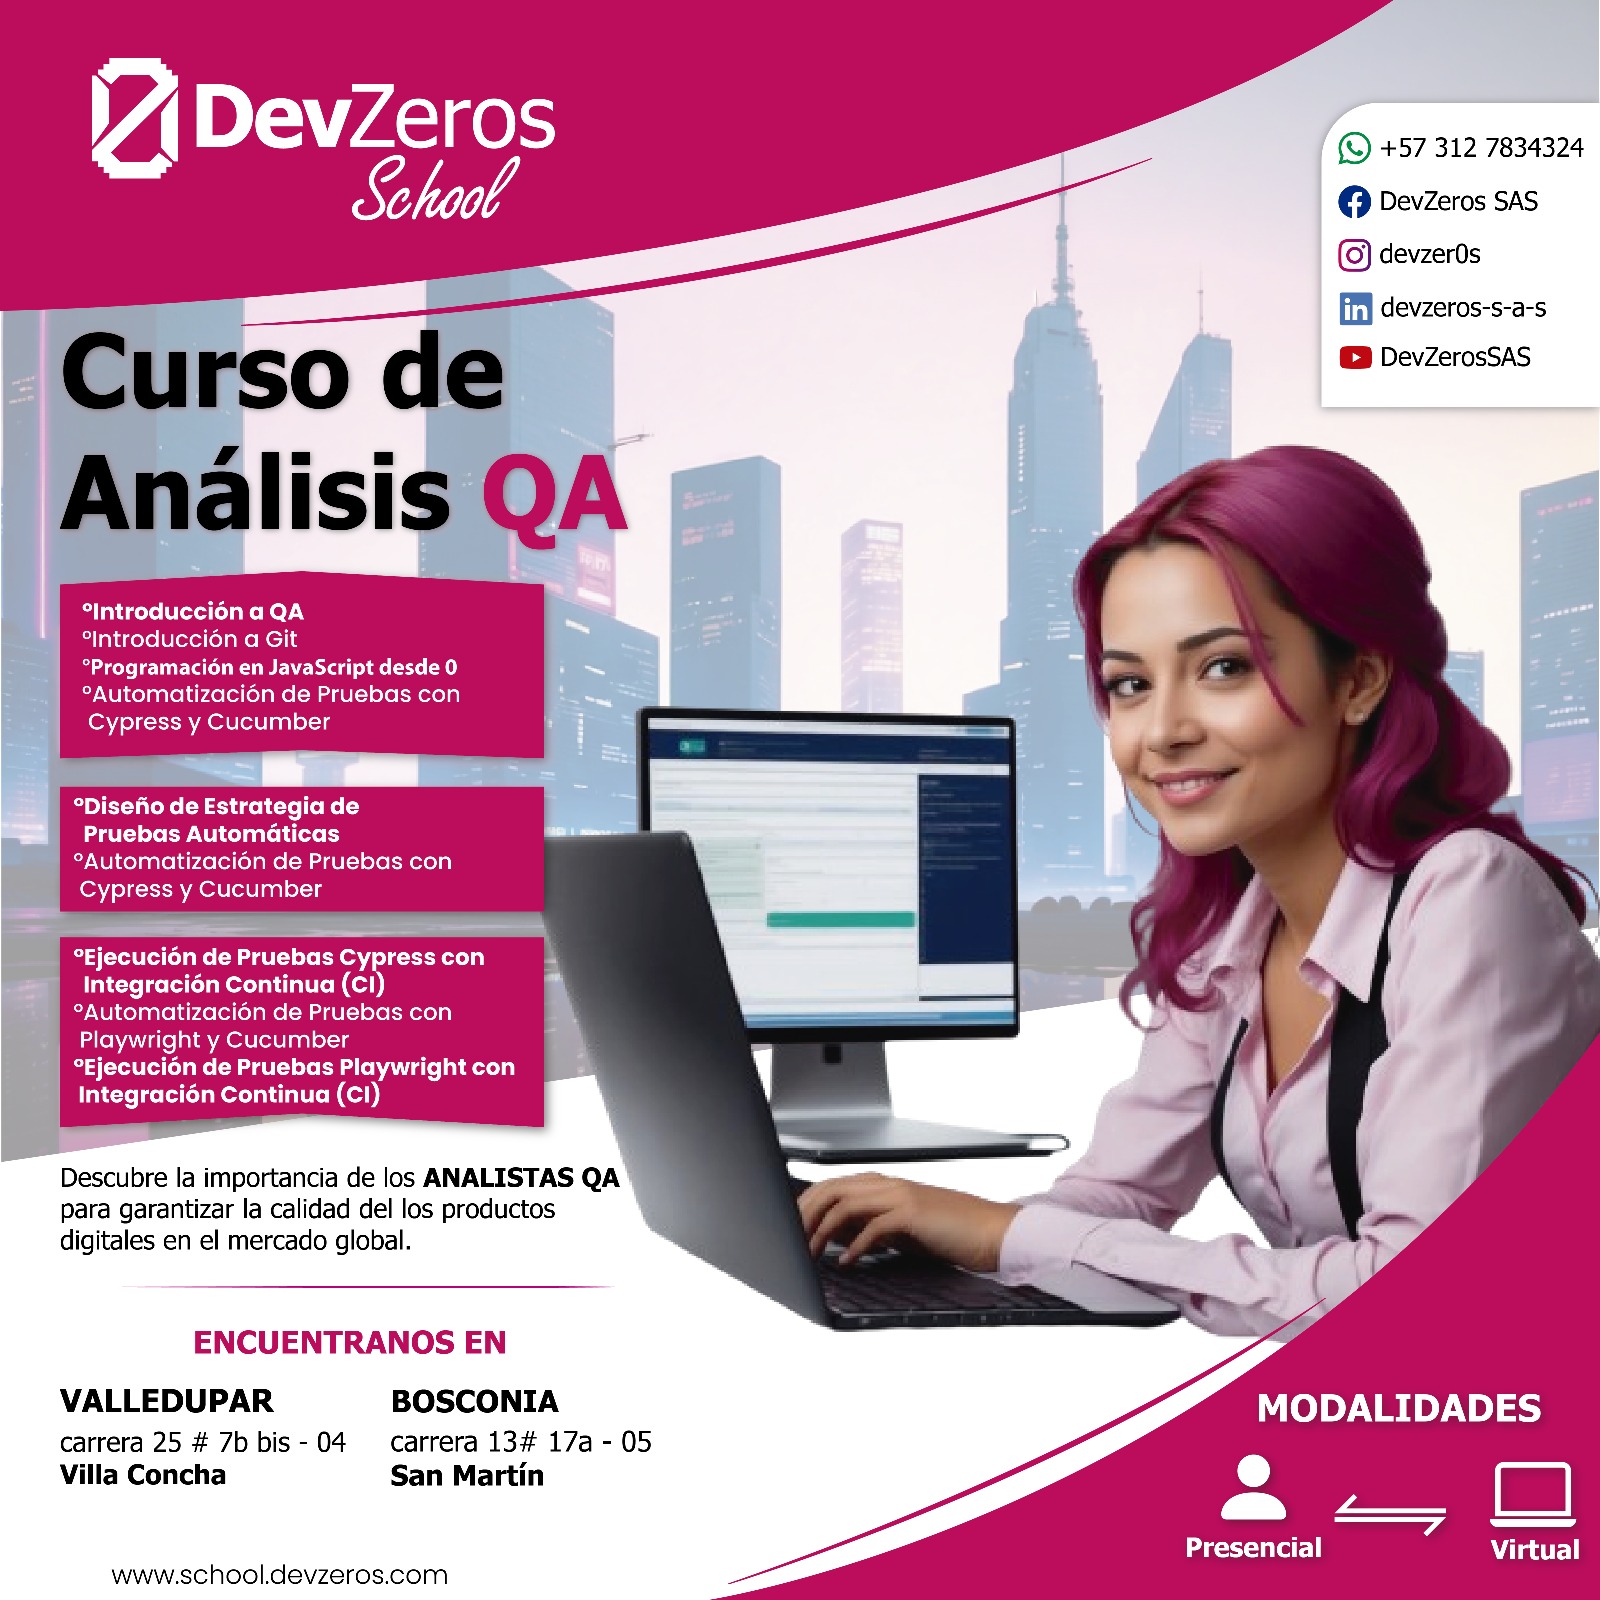 DevZeros
School
+57 312 7834324
DevZeros SAS
devzer0s
devzeros-s-a-s
DevZerosSAS
Curso de
Análisis QA
°Introducción a QA
°Introducción a Git
°Programación en JavaScript desde 0
°Automatización de Pruebas con
Cypress y Cucumber
°Diseño de Estrategia de
Pruebas Automáticas
°Automatización de Pruebas con
Cypress y Cucumber
°Ejecución de Pruebas Cypress con
Integración Continua (CI)
°Automatización de Pruebas con
Playwright y Cucumber
°Ejecución de Pruebas Playwright con
Integración Continua (CI)
Descubre la importancia de los ANALISTAS QA
para garantizar la calidad del los productos
digitales en el mercado global.
ENCUENTRANOS EN
VALLEDUPAR
carrera 25 # 7b bis - 04
Villa Concha
BOSCONIA
carrera 13# 17a - 05
San Martín
www.school.devzeros.com
MODALIDADES
Presencial
Virtual